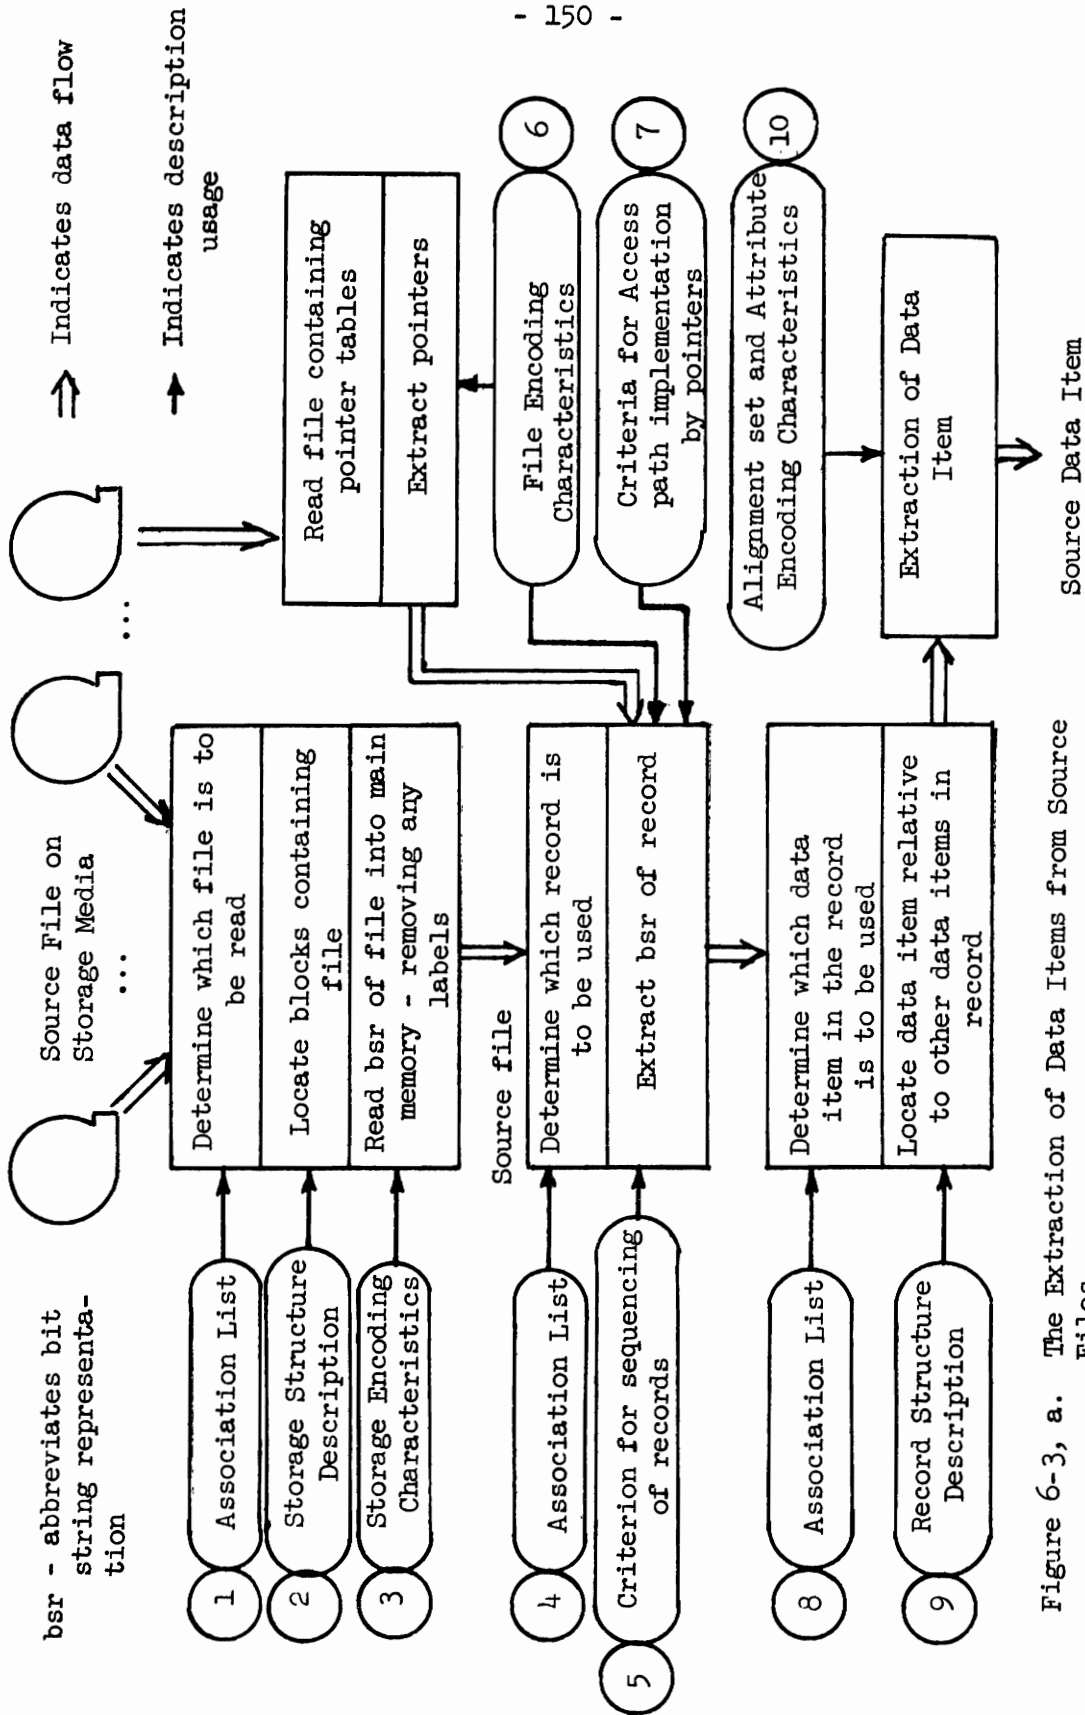 - 150 -
bsr - abbreviates bit
string representa-
tion
Source File on
Storage Media
...
...
Indicates data flow
Indicates description
usage
1
Association List
2
Storage Structure
Description
3
Storage Encoding
Characteristics
Determine which file is to
be read
Locate blocks containing
file
Read bsr of file into main
memory - removing any
labels
Read file containing
pointer tables
Extract pointers
Source file
4
Association List
5
Criterion for sequencing
of records
Determine which record is
to be used
Extract bsr of record
File Encoding
Characteristics
6
Criteria for Access
path implementation
by pointers
7
8
Association List
9
Record Structure
Description
Determine which data
item in the record
is to be used
Locate data item relative
to other data items in
record
Alignment set and Attribute
Encoding Characteristics
10
Extraction of Data
Item
Source Data Item
Figure 6-3, a. The Extraction of Data Items from Source
Files